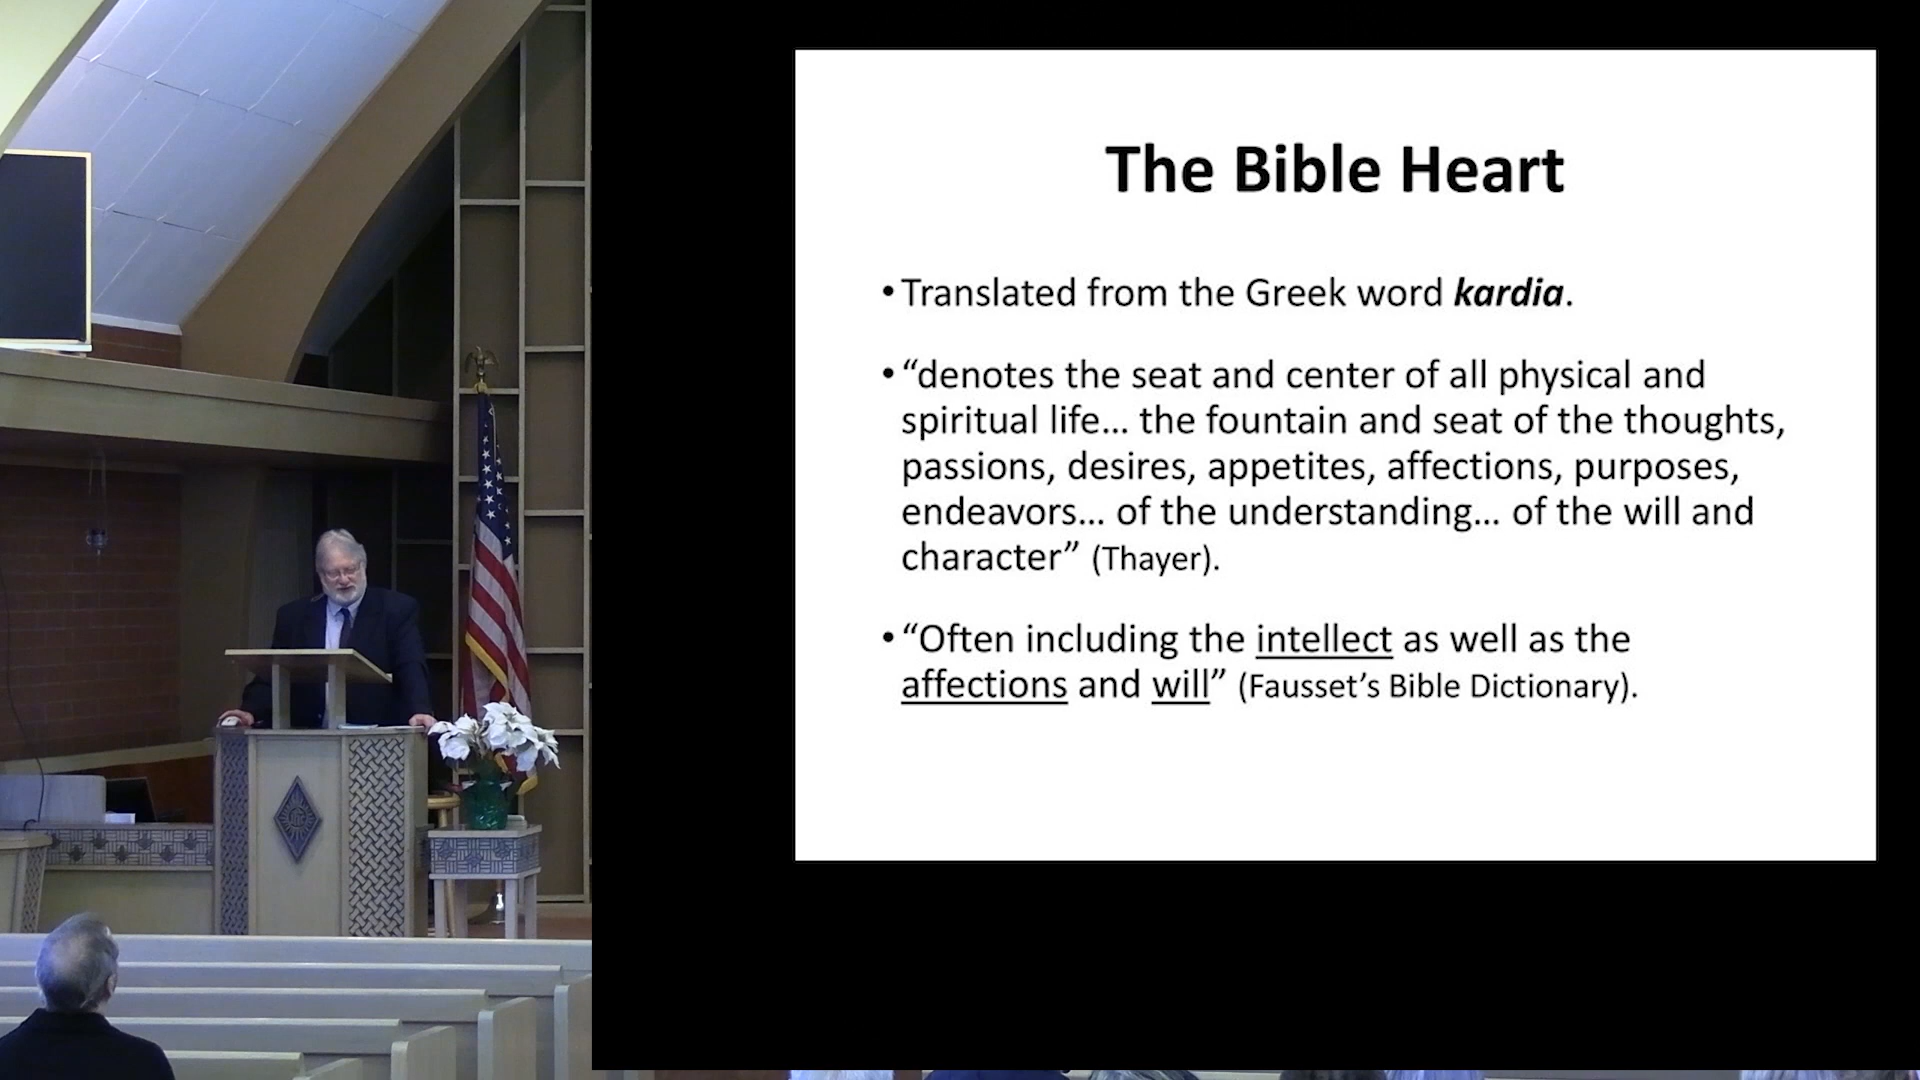 The Bible Heart
•Translated from the Greek word kardia.
•“denotes the seat and center of all physical and
spiritual life… the fountain and seat of the thoughts,
passions, desires, appetites, affections, purposes,
endeavors… of the understanding… of the will and
character” (Thayer).
•“Often including the intellect as well as the
affections and will” (Fausset’s Bible Dictionary).